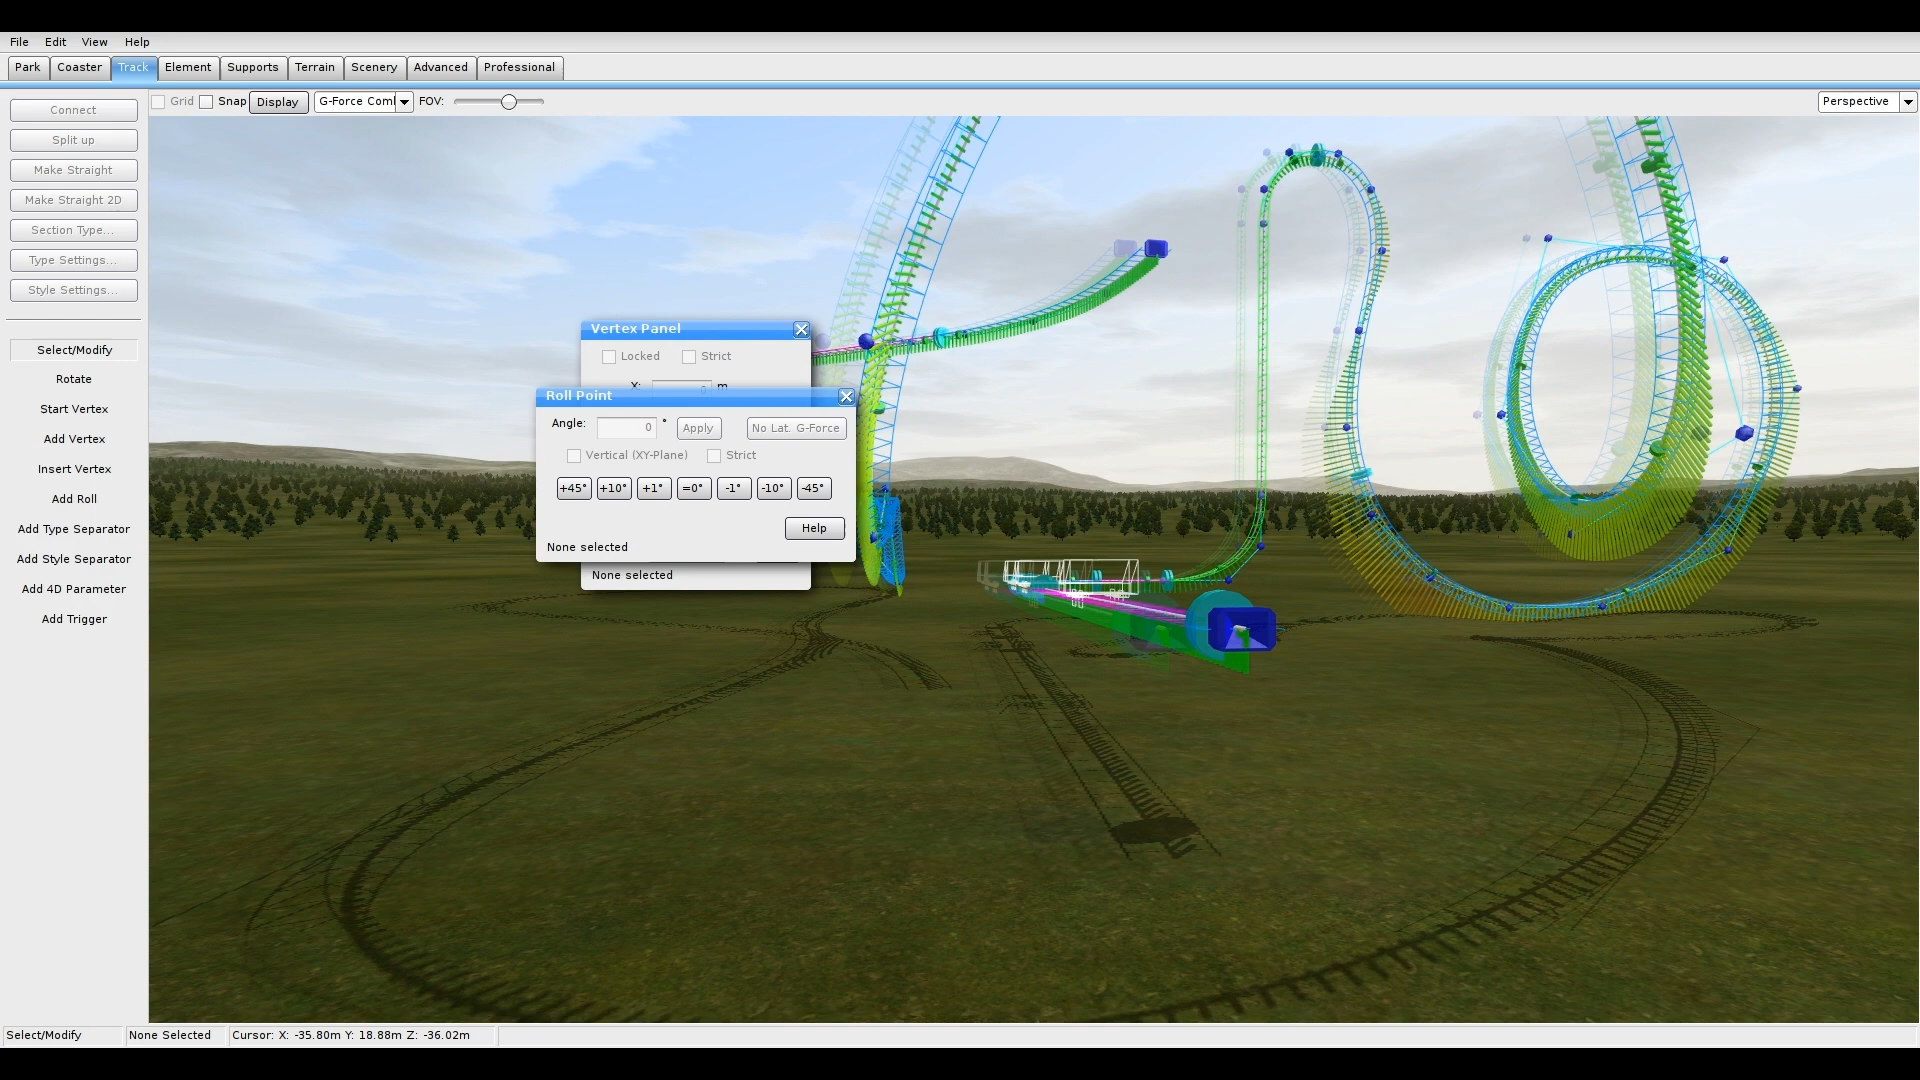 File Edit View Help
Park Coaster Track Element Supports Terrain Scenery Advanced Professional
Connect
Split up
Make Straight
Make Straight 2D
Section Type...
Type Settings...
Style Settings...
Select/Modify
Rotate
Start Vertex
Add Vertex
Insert Vertex
Add Roll
Add Type Separator
Add Style Separator
Add 4D Parameter
Add Trigger
Grid Snap Display G-Force Com FOV: Perspective
Vertex Panel
Locked Strict
X: m
Roll Point
Angle: 0 ° Apply No Lat. G-Force
Vertical (XY-Plane) Strict
+45° +10° +1° =0° -1° -10° -45°
Help
None selected
None selected
Select/Modify None Selected Cursor: X: -35.80m Y: 18.88m Z: -36.02m